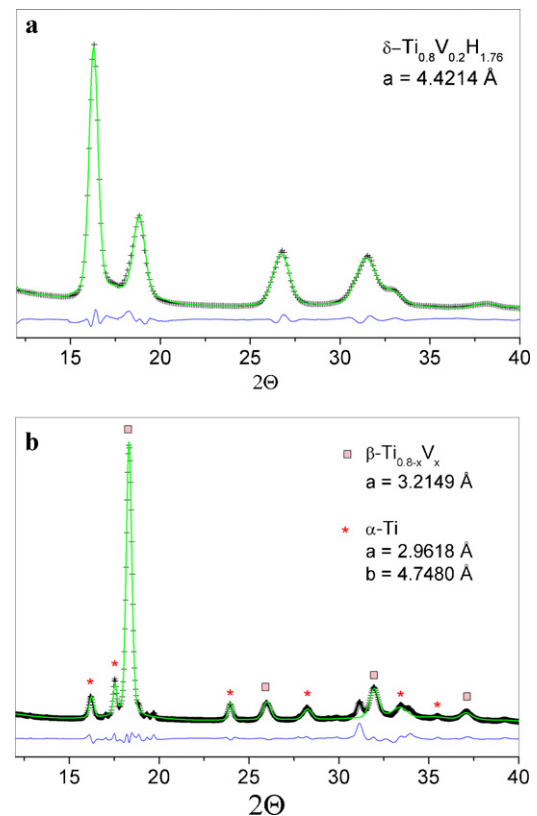 a
δ–Ti0.8V0.2H1.76
a = 4.4214 Å
15 20 25 30 35 40
2Θ
b
β-Ti0.8-xVx
a = 3.2149 Å
* α-Ti
a = 2.9618 Å
b = 4.7480 Å
* * * * * *
15 20 25 30 35 40
2Θ